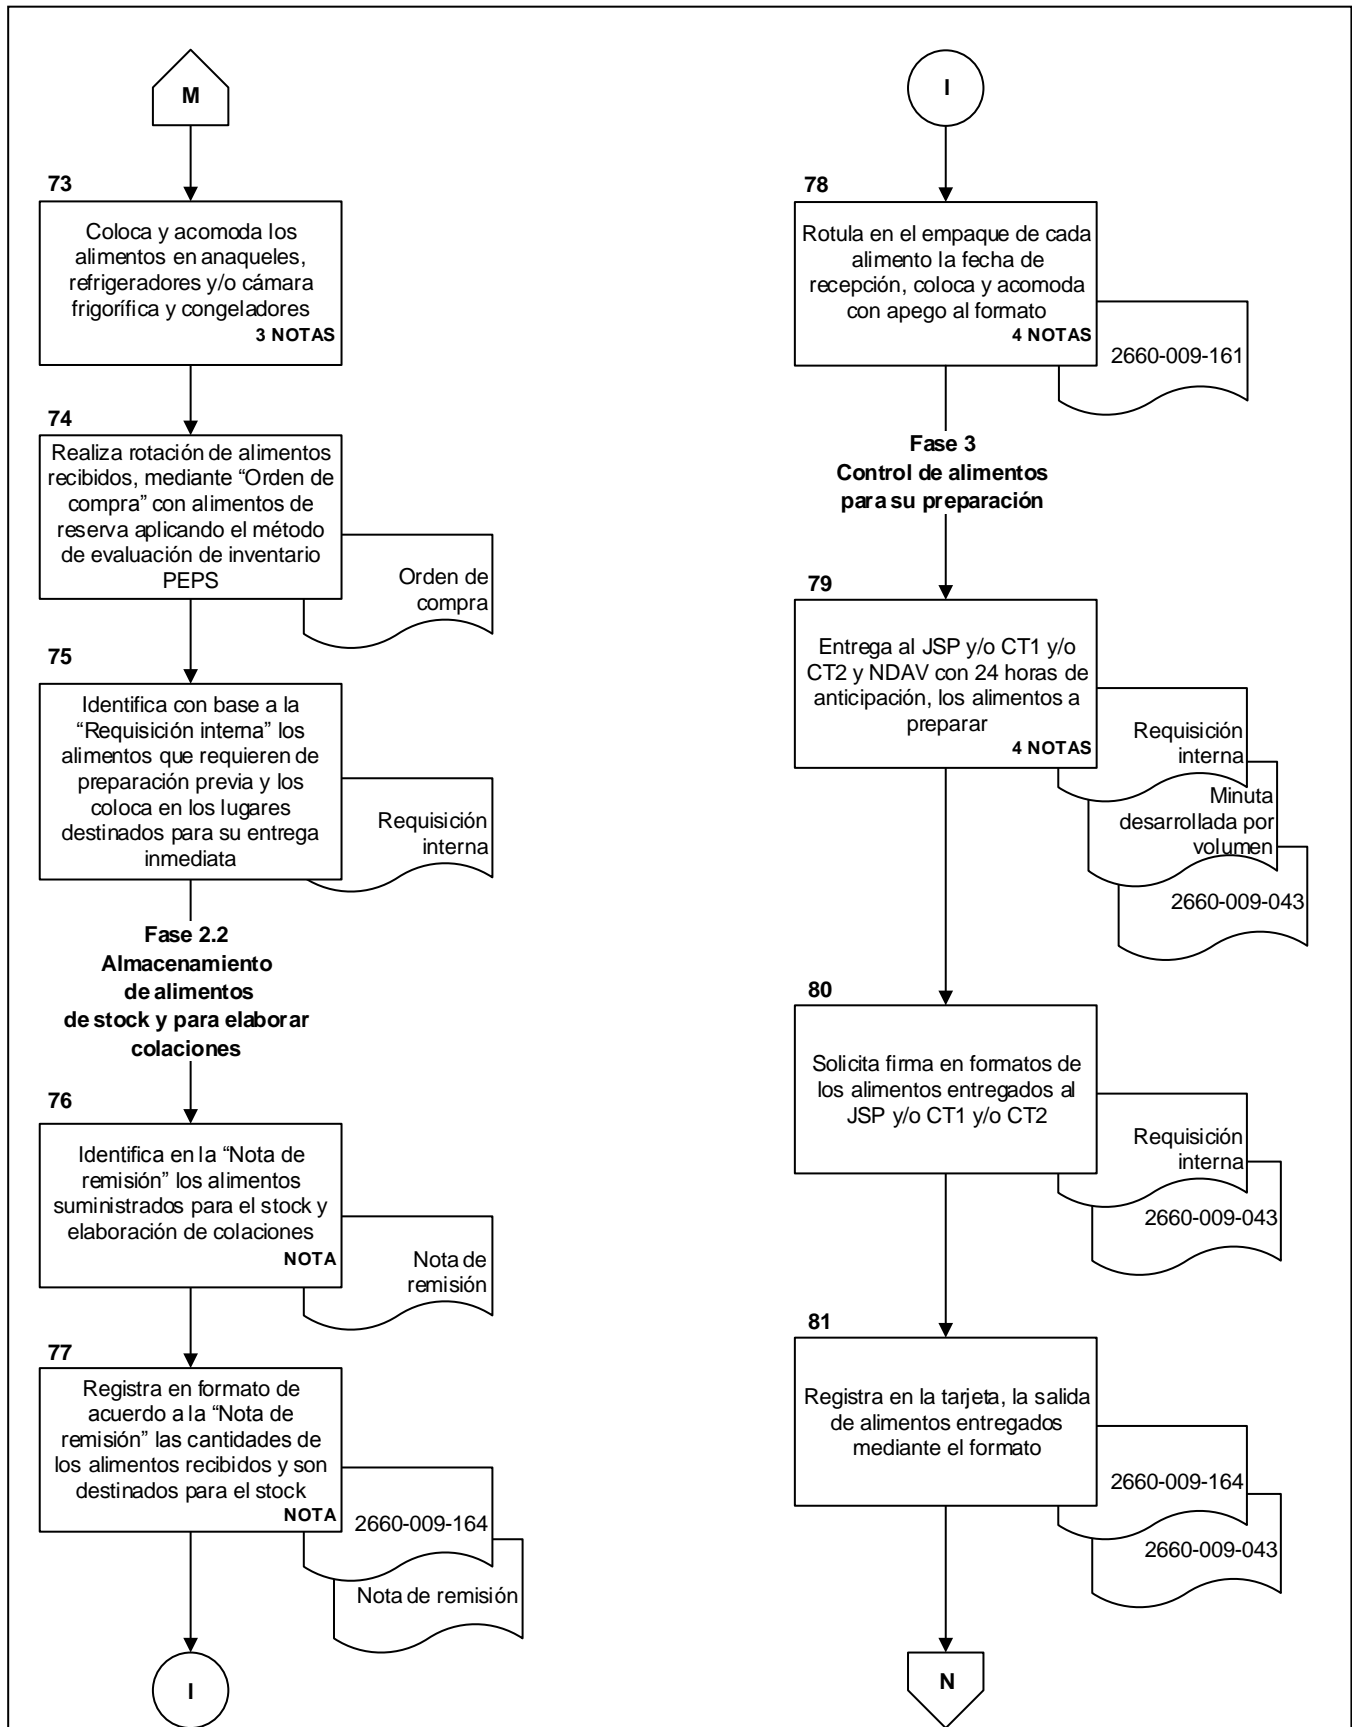 M
73
Coloca y acomoda los
alimentos en anaqueles,
refrigeradores y/o cámara
frigorífica y congeladores
3 NOTAS
74
Realiza rotación de alimentos
recibidos, mediante “Orden de
compra” con alimentos de
reserva aplicando el método
de evaluación de inventario
PEPS
Orden de
compra
75
Identifica con base a la
“Requisición interna” los
alimentos que requieren de
preparación previa y los
coloca en los lugares
destinados para su entrega
inmediata
Requisición
interna
Fase 2.2
Almacenamiento
de alimentos
de stock y para elaborar
colaciones
76
Identifica en la “Nota de
remisión” los alimentos
suministrados para el stock y
elaboración de colaciones
NOTA
Nota de
remisión
77
Registra en formato de
acuerdo a la “Nota de
remisión” las cantidades de
los alimentos recibidos y son
destinados para el stock
NOTA
2660-009-164
Nota de remisión
I
I
78
Rotula en el empaque de cada
alimento la fecha de
recepción, coloca y acomoda
con apego al formato
4 NOTAS
2660-009-161
Fase 3
Control de alimentos
para su preparación
79
Entrega al JSP y/o CT1 y/o
CT2 y NDAV con 24 horas de
anticipación, los alimentos a
preparar
4 NOTAS
Requisición
interna
Minuta
desarrollada por
volumen
2660-009-043
80
Solicita firma en formatos de
los alimentos entregados al
JSP y/o CT1 y/o CT2
Requisición
interna
2660-009-043
81
Registra en la tarjeta, la salida
de alimentos entregados
mediante el formato
2660-009-164
2660-009-043
N